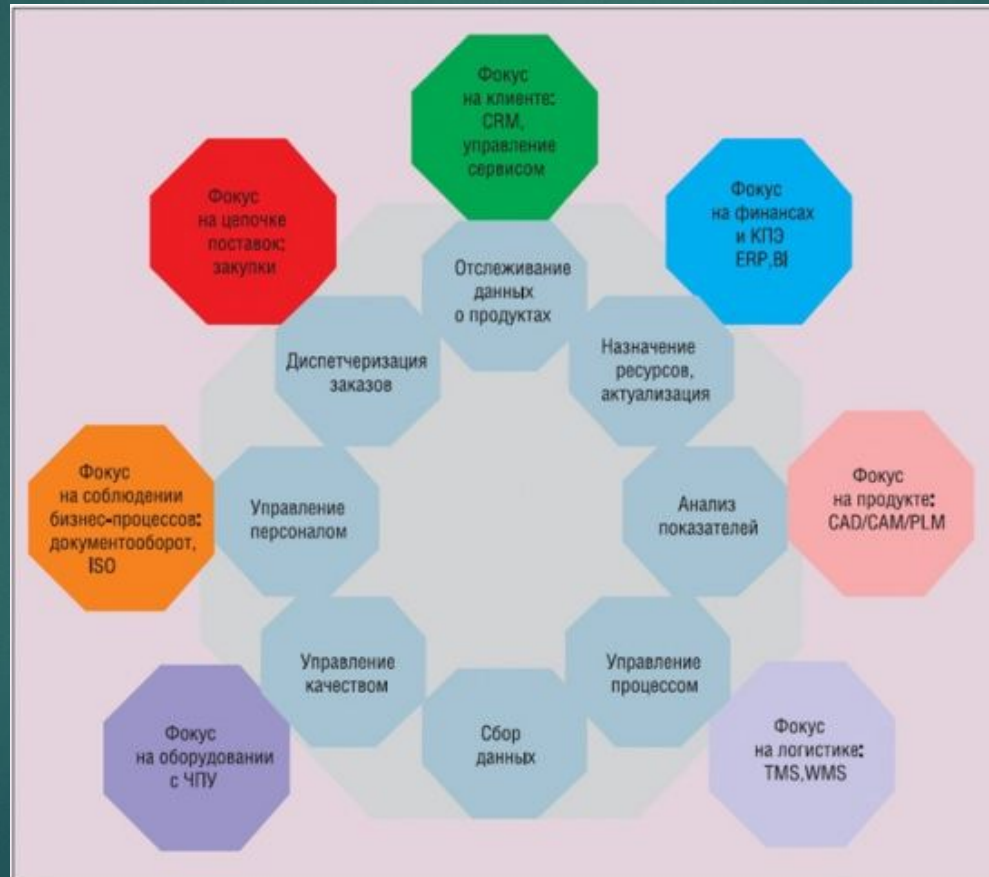 Фокус
на клиенте:
CRM,
управление
сервисом
Фокус
на цепочке
поставок:
закупки
Фокус
на финансах
и КПЭ
ERP,BI
Отслеживание
данных
о продуктах
Диспетчеризация
заказов
Назначение
ресурсов,
актуализация
Фокус
на соблюдении
бизнес-процессов:
документооборот,
ISO
Управление
персоналом
Анализ
показателей
Фокус
на продукте:
CAD/CAM/PLM
Управление
качеством
Управление
процессом
Сбор
данных
Фокус
на оборудовании
с ЧПУ
Фокус
на логистике:
TMS,WMS